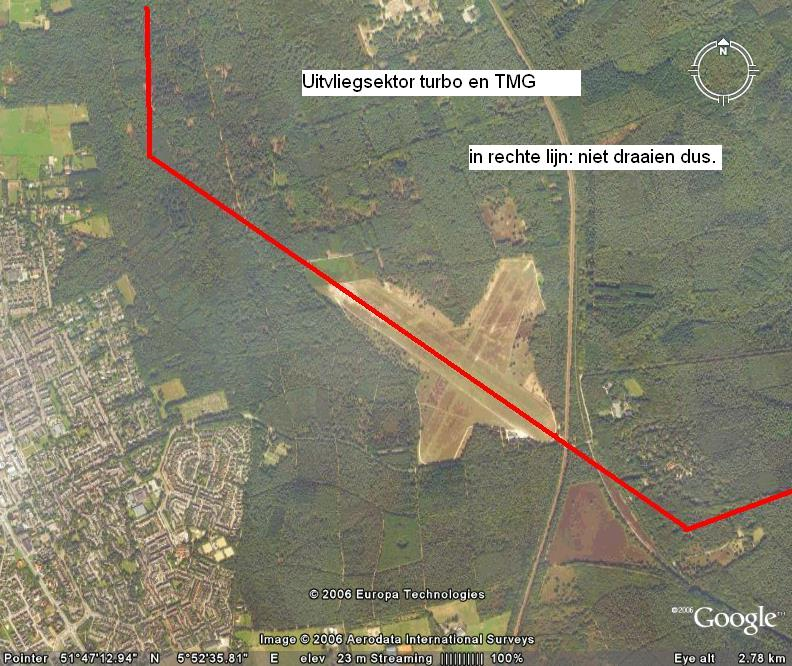 Uitvliegsektor turbo en TMG
N
in rechte lijn: niet draaien dus.
© 2006 Europa Technologies
©2006 Google™
Image © 2006 Aerodata International Surveys
Pointer 51°47'12.94" N 5°52'35.81" E elev 23 m Streaming |||||||||| 100% Eye alt 2.78 km